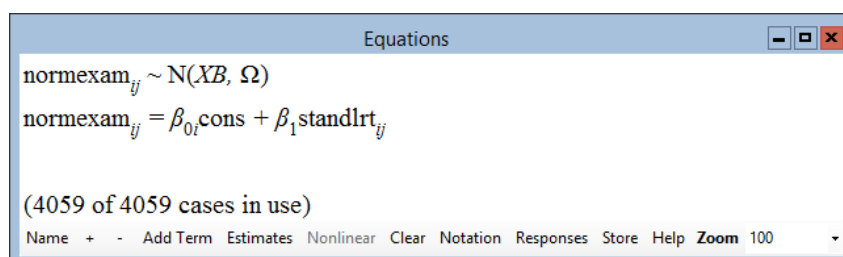 Equations
normexam_ij ~ N(XB, Ω)
normexam_ij = β_0i cons + β_1 standlrt_ij
(4059 of 4059 cases in use)
Name + - Add Term Estimates Nonlinear Clear Notation Responses Store Help Zoom 100